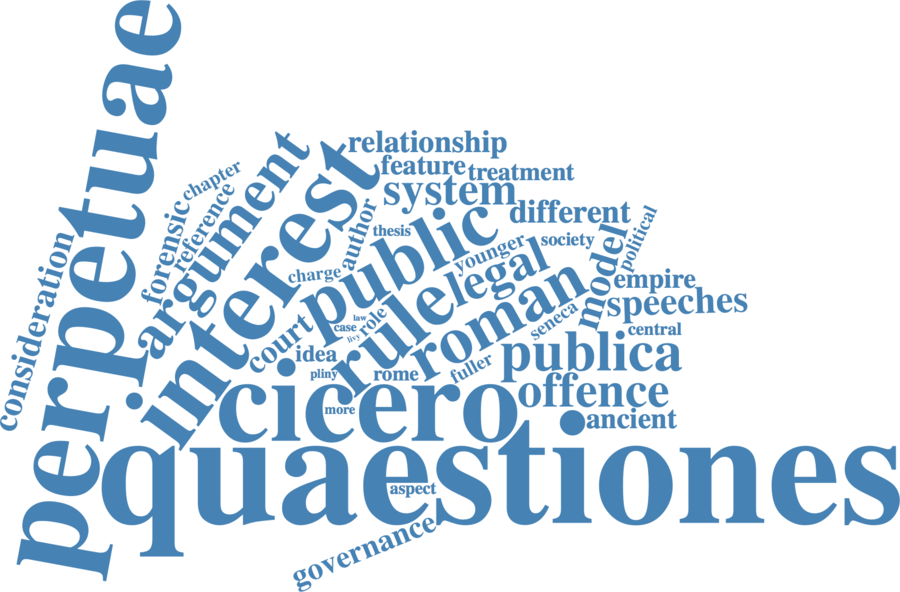 perpetuae
relationship
feature
treatment
argument
chapter
interest
system
reference
forensic
author
different
public
thesis
political
consideration
younger
society
model
legal
charge
empire
roman
speeches
rule
court
law
case
role
livy
seneca
central
idea
publica
pliny
rome
fuller
cicero
offence
more
ancient
quaestiones
aspect
governance